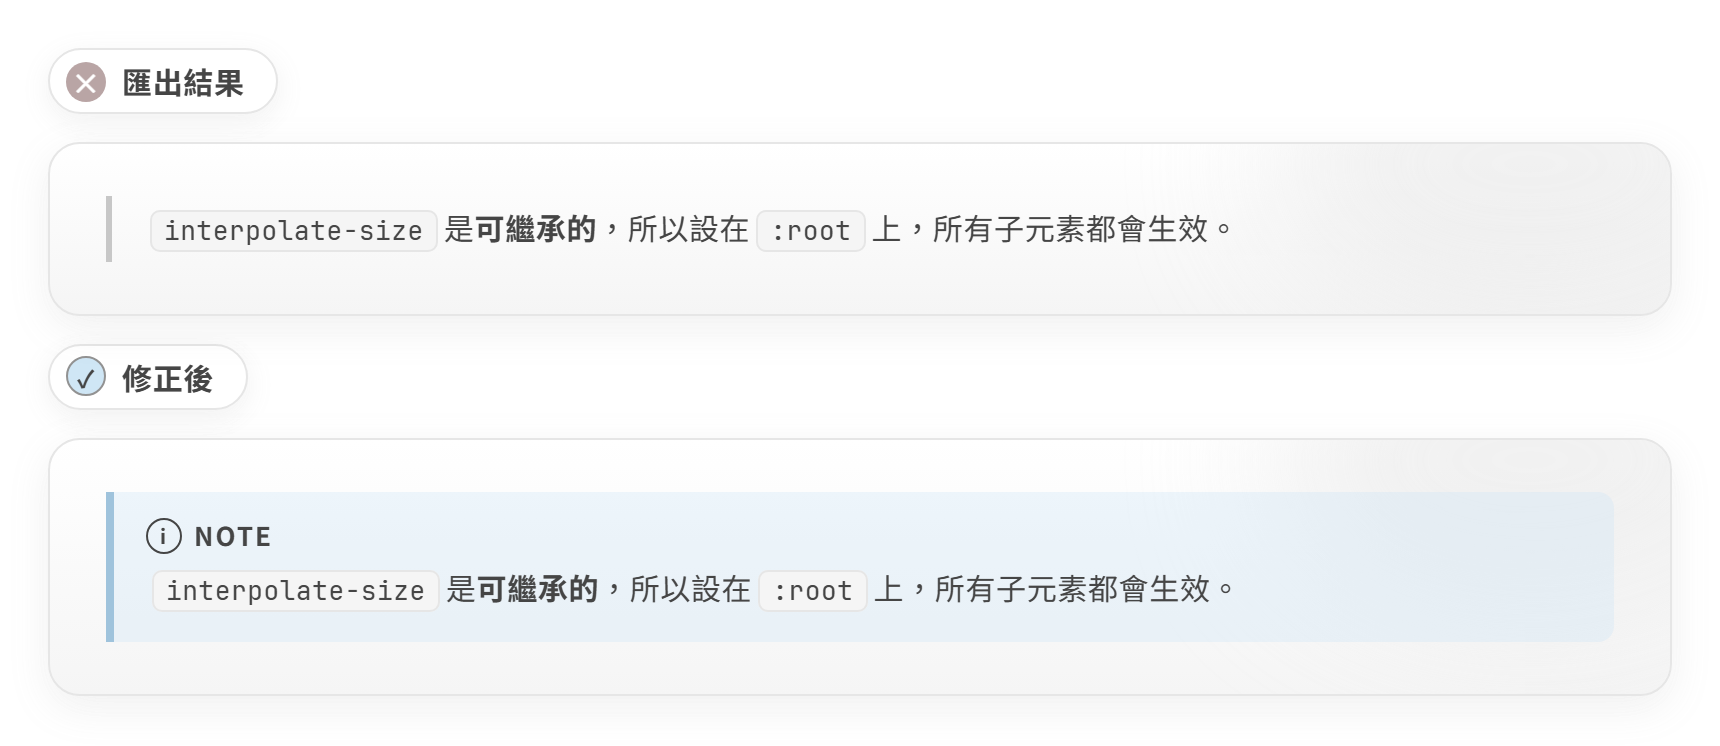 匯出結果
interpolate-size 是可繼承的，所以設在 :root 上，所有子元素都會生效。
修正後
NOTE
interpolate-size 是可繼承的，所以設在 :root 上，所有子元素都會生效。